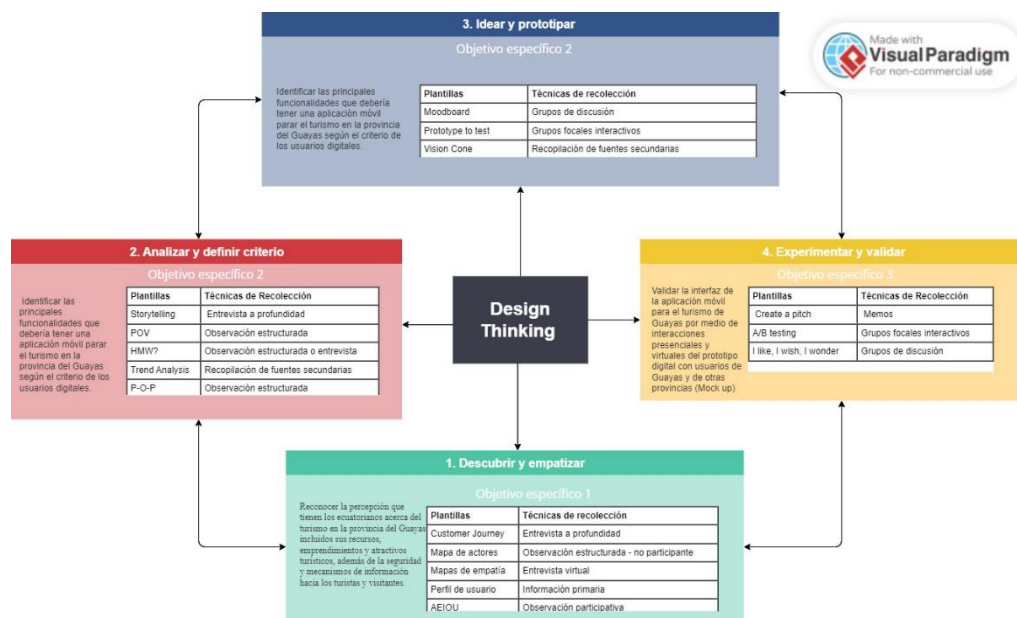 3. Idear y prototipar
Objetivo específico 2
Identificar las principales
funcionalidades que debería
tener una aplicación móvil
parar el turismo en la provincia
del Guayas según el criterio de
los usuarios digitales.
Plantillas Técnicas de recolección
Moodboard Grupos de discusión
Prototype to test Grupos focales interactivos
Vision Cone Recopilación de fuentes secundarias
Made with
Visual Paradigm
For non-commercial use
2. Analizar y definir criterio
Objetivo específico 2
Identificar las
principales
funcionalidades que
debería tener una
aplicación móvil parar
el turismo en la
provincia del Guayas
según el criterio de los
usuarios digitales.
Plantillas Técnicas de Recolección
Storytelling Entrevista a profundidad
POV Observación estructurada
HMW? Observación estructurada o entrevista
Trend Analysis Recopilación de fuentes secundarias
P-O-P Observación estructurada
Design
Thinking
4. Experimentar y validar
Objetivo específico 3
Validar la interfaz de
la aplicación móvil
para el turismo de
Guayas por medio de
interacciones
presenciales y
virtuales del prototipo
digital con usuarios de
Guayas y de otras
provincias (Mock up)
Plantillas Técnicas de Recolección
Create a pitch Memos
A/B testing Grupos focales interactivos
I like, I wish, I wonder Grupos de discusión
1. Descubrir y empatizar
Objetivo específico 1
Reconocer la percepción que
tienen los ecuatorianos acerca del
turismo en la provincia del Guayas
incluidos sus recursos,
emprendimientos y atractivos
turísticos, además de la seguridad
y mecanismos de información
hacia los turistas y visitantes.
Plantillas Técnicas de recolección
Customer Journey Entrevista a profundidad
Mapa de actores Observación estructurada - no participante
Mapas de empatía Entrevista virtual
Perfil de usuario Información primaria
AEIOU Observación participativa